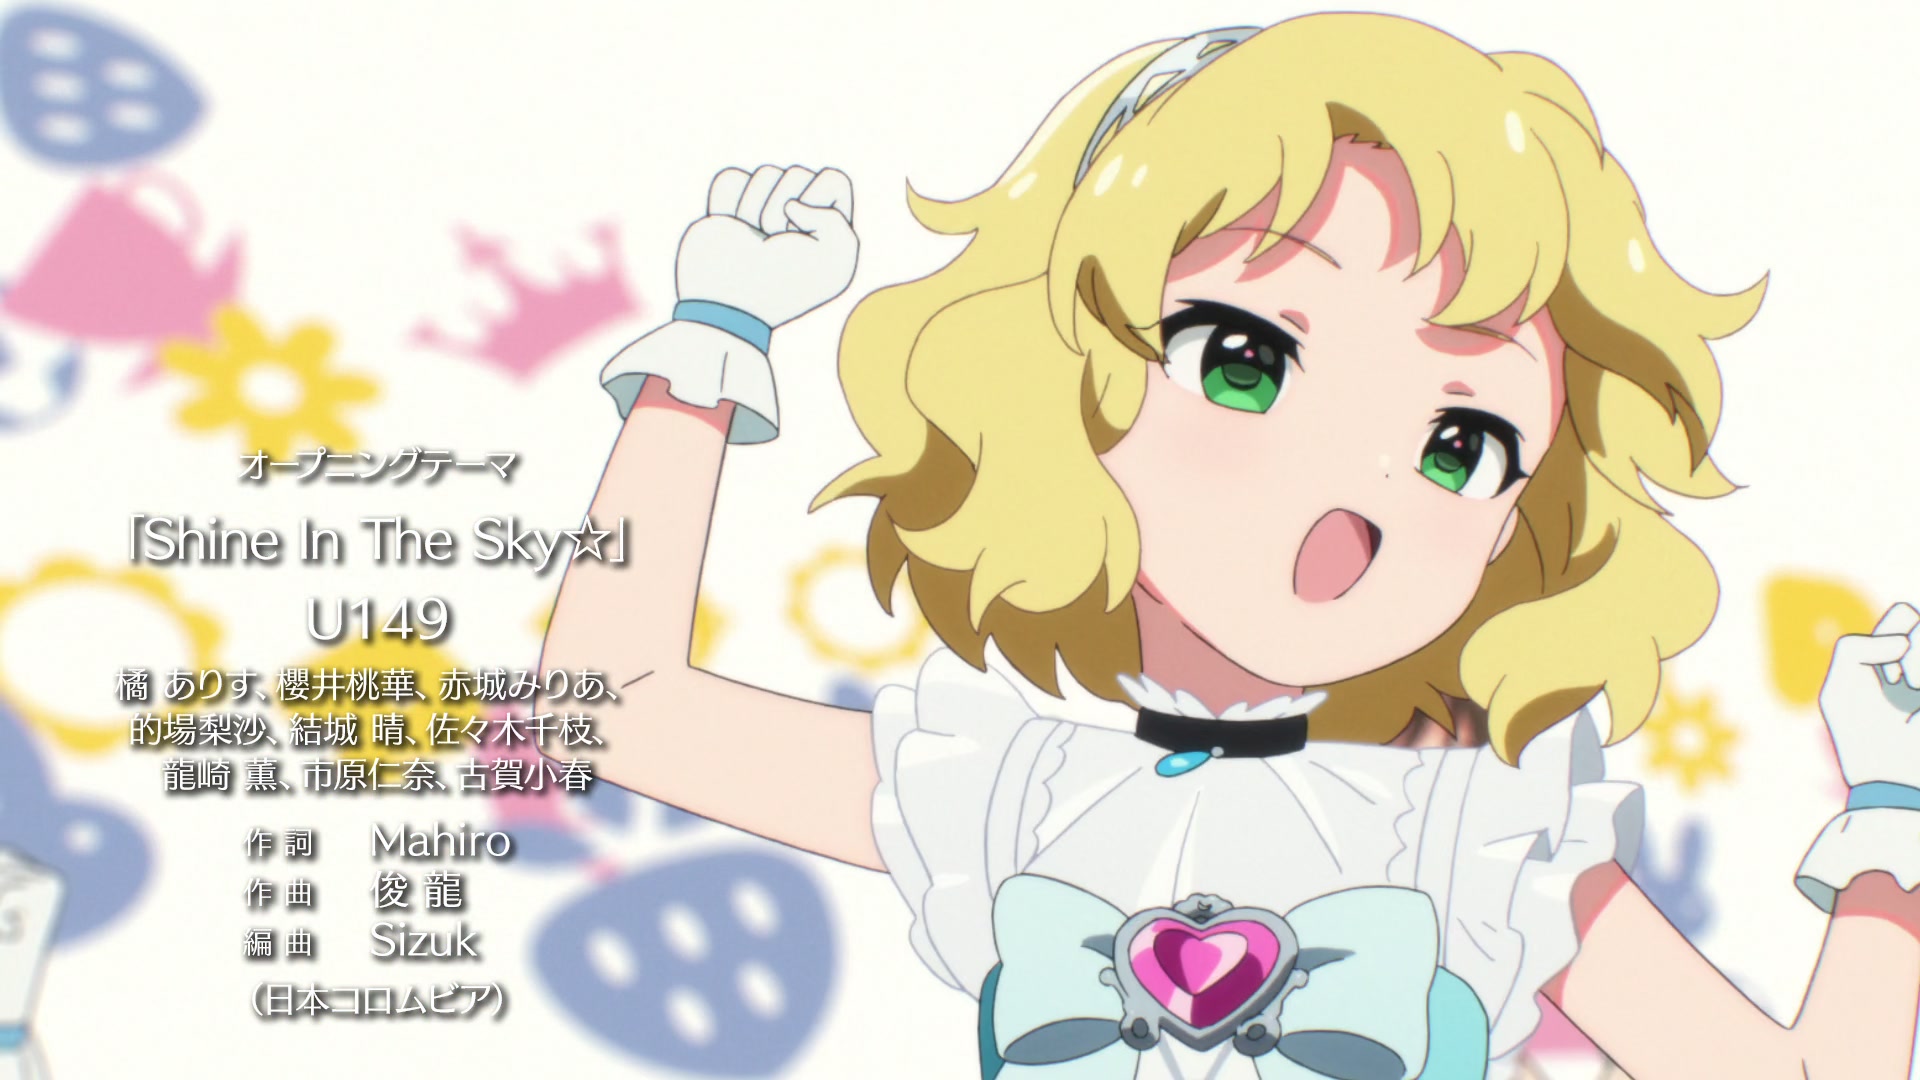 オープニングテーマ
「Shine In The Sky☆」
U149
橘 ありす、櫻井桃華、赤城みりあ、
的場梨沙、結城 晴、佐々木千枝、
龍崎 薫、市原仁奈、古賀小春
作 詞 Mahiro
作 曲 俊 龍
編 曲 Sizuk
（日本コロムビア）